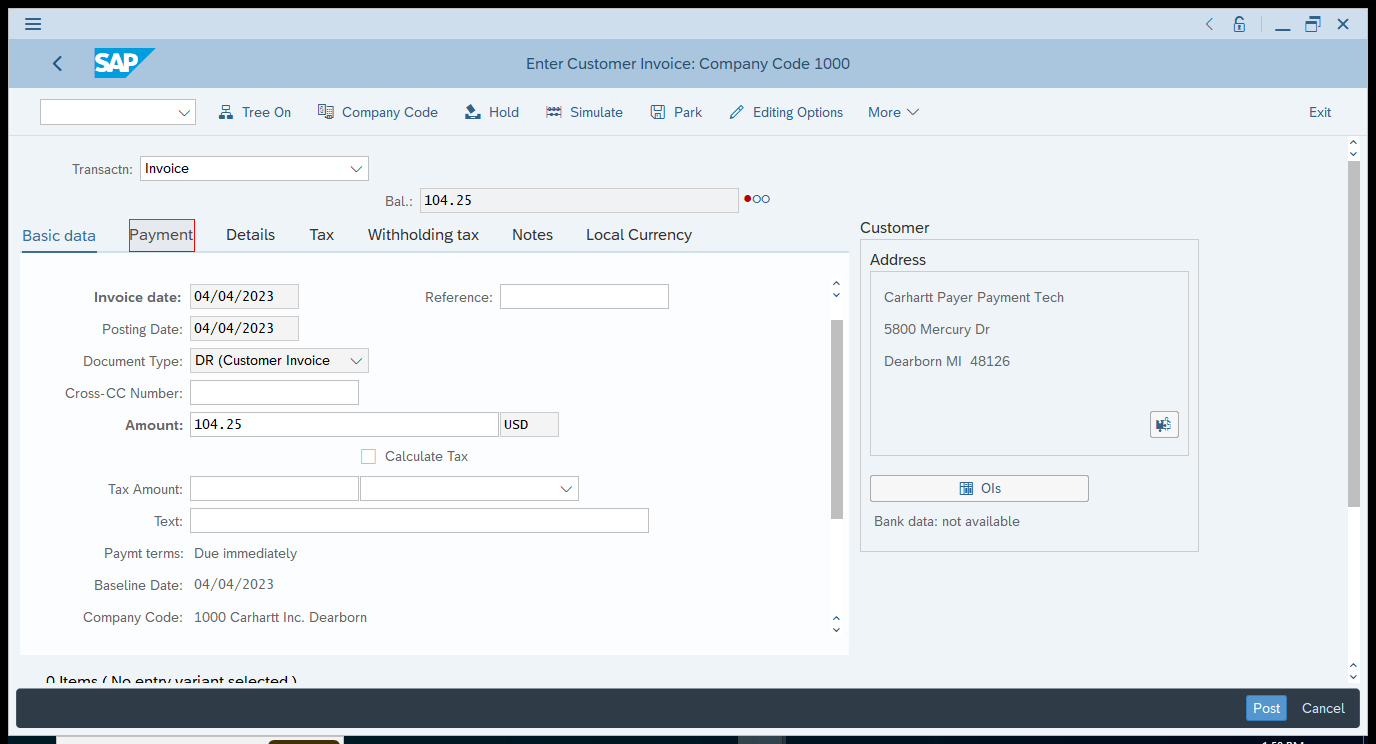 SAP
Enter Customer Invoice: Company Code 1000
Tree On
Company Code
Hold
Simulate
Park
Editing Options
More
Exit
Transactn: Invoice
Bal.: 104.25
Basic data
Payment
Details
Tax
Withholding tax
Notes
Local Currency
Invoice date: 04/04/2023
Reference:
Posting Date: 04/04/2023
Document Type: DR (Customer Invoice
Cross-CC Number:
Amount: 104.25 USD
Calculate Tax
Tax Amount:
Text:
Paymt terms: Due immediately
Baseline Date: 04/04/2023
Company Code: 1000 Carhartt Inc. Dearborn
Customer
Address
Carhartt Payer Payment Tech
5800 Mercury Dr
Dearborn MI 48126
OIs
Bank data: not available
0 Items ( No entry variant selected )
Post
Cancel